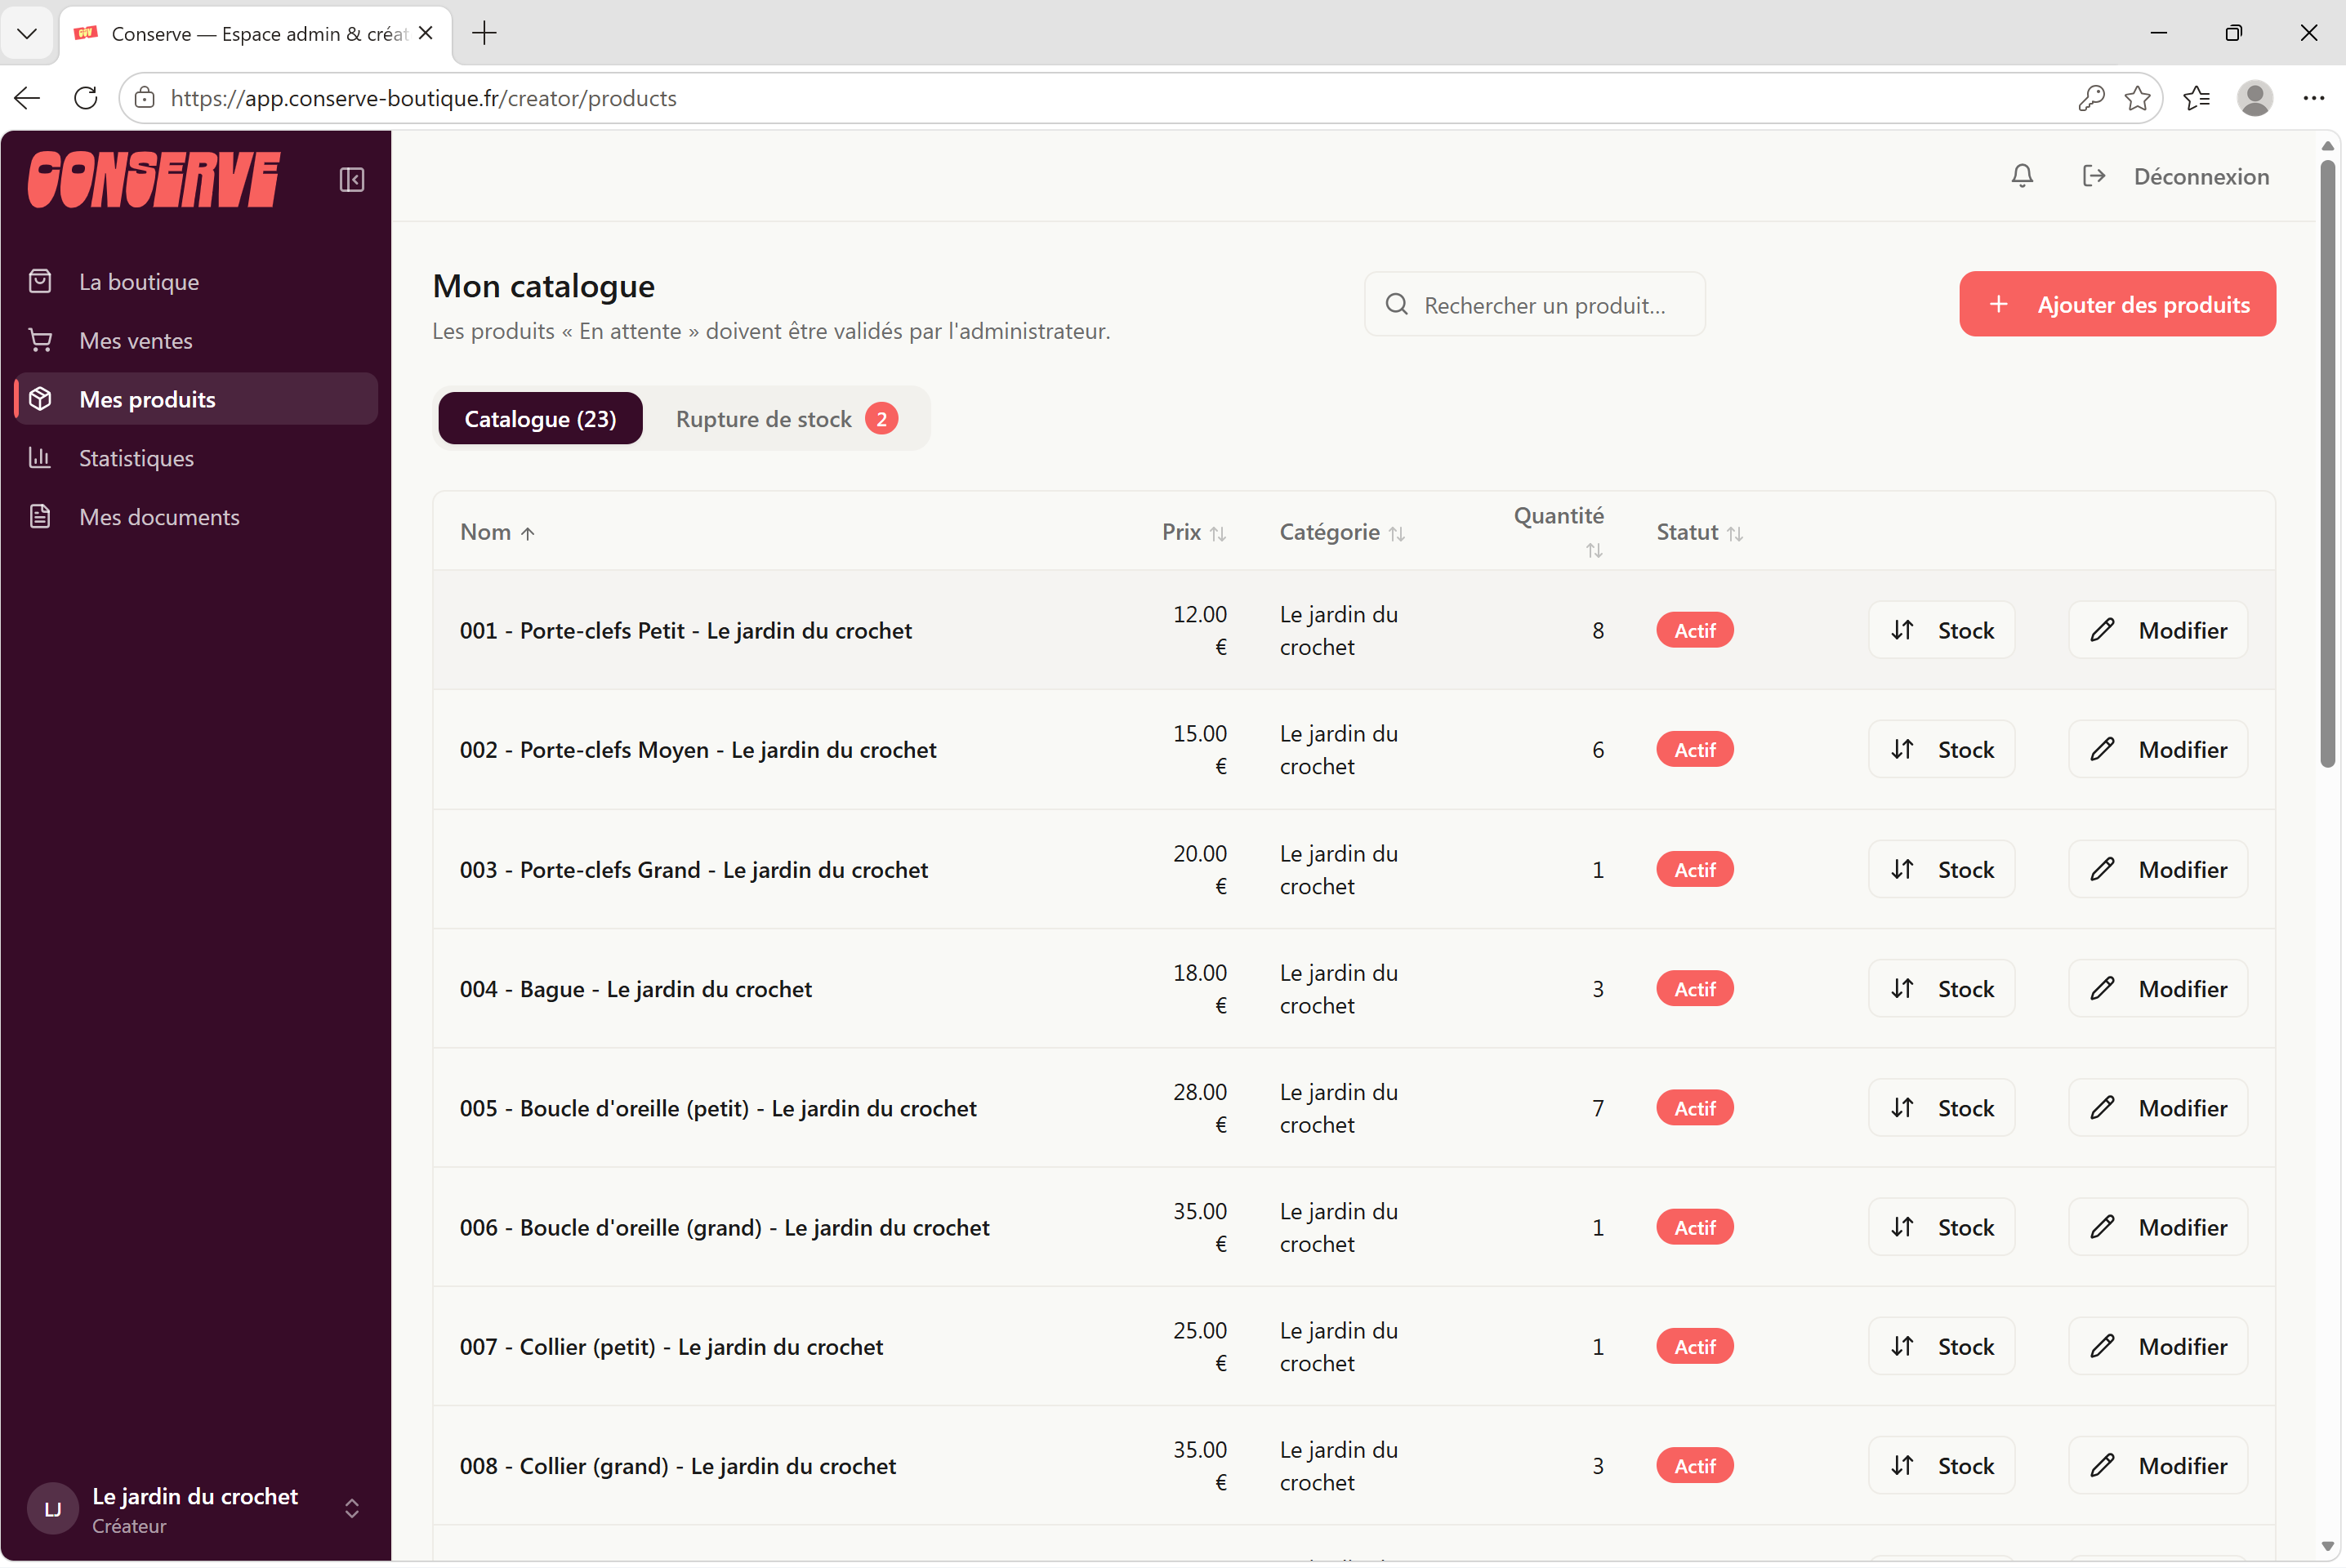 Conserve — Espace admin & créat
https://app.conserve-boutique.fr/creator/products
CONSERVE
Déconnexion
La boutique
Mes ventes
Mes produits
Statistiques
Mes documents
Mon catalogue
Les produits « En attente » doivent être validés par l'administrateur.
Rechercher un produit...
Ajouter des produits
Catalogue (23)
Rupture de stock 2
Nom Prix Catégorie Quantité Statut
001 - Porte-clefs Petit - Le jardin du crochet 12.00 € Le jardin du crochet 8 Actif Stock Modifier
002 - Porte-clefs Moyen - Le jardin du crochet 15.00 € Le jardin du crochet 6 Actif Stock Modifier
003 - Porte-clefs Grand - Le jardin du crochet 20.00 € Le jardin du crochet 1 Actif Stock Modifier
004 - Bague - Le jardin du crochet 18.00 € Le jardin du crochet 3 Actif Stock Modifier
005 - Boucle d'oreille (petit) - Le jardin du crochet 28.00 € Le jardin du crochet 7 Actif Stock Modifier
006 - Boucle d'oreille (grand) - Le jardin du crochet 35.00 € Le jardin du crochet 1 Actif Stock Modifier
007 - Collier (petit) - Le jardin du crochet 25.00 € Le jardin du crochet 1 Actif Stock Modifier
008 - Collier (grand) - Le jardin du crochet 35.00 € Le jardin du crochet 3 Actif Stock Modifier
LJ
Le jardin du crochet
Créateur